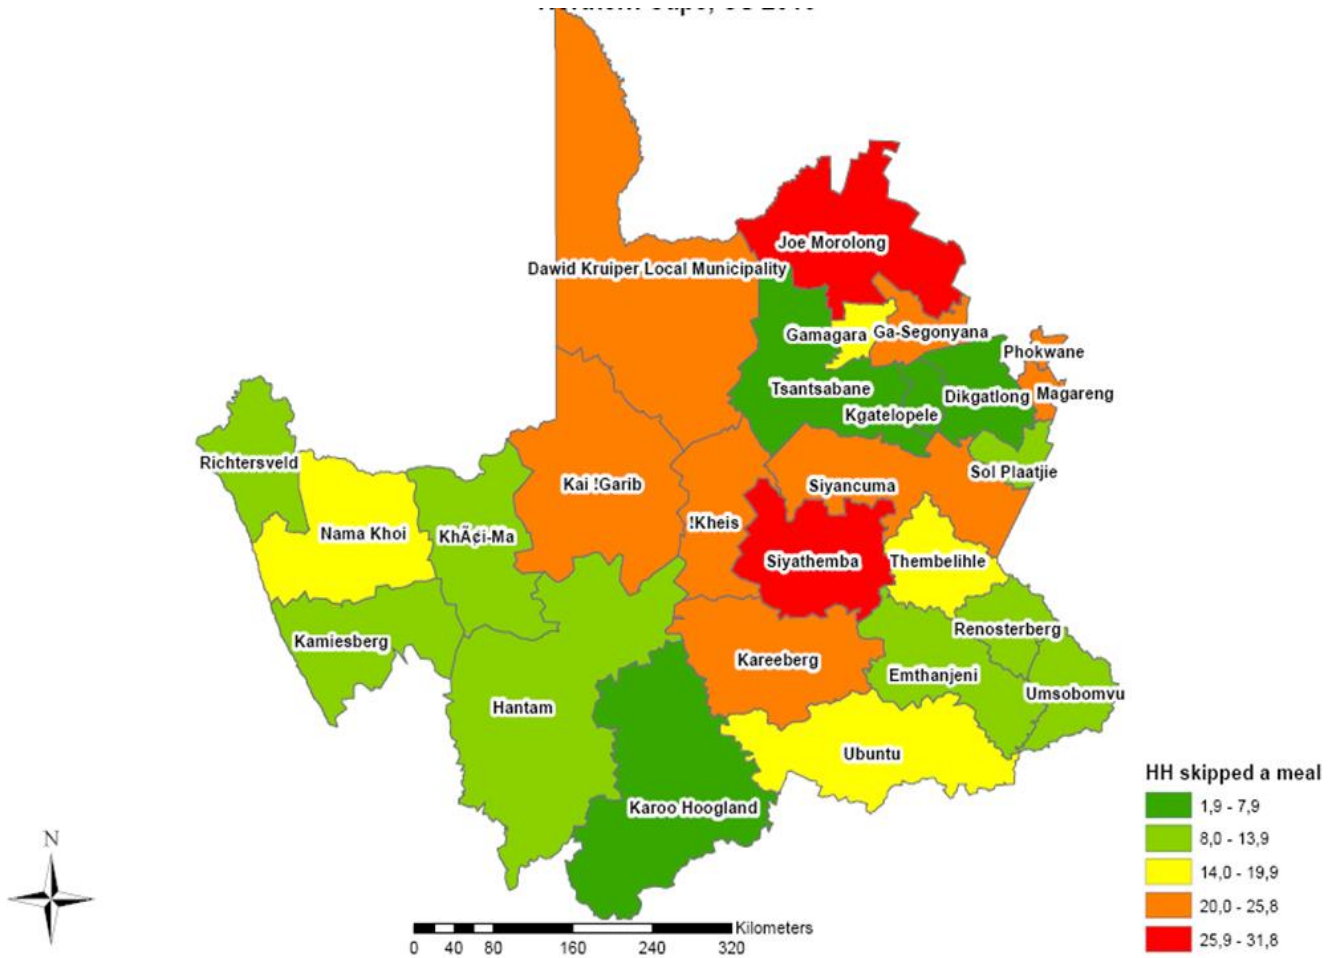 Joe Morolong
Dawid Kruiper Local Municipality
Gamagara
Ga-Segonyana
Phokwane
Tsantsabane
Dikgatlong
Magareng
Kgatelopele
Richtersveld
Sol Plaatjie
Kai !Garib
Siyancuma
!Kheis
Nama Khoi
KhÃ¢i-Ma
Siyathemba
Thembelihle
Kamiesberg
Renosterberg
Kareeberg
Emthanjeni
Umsobomvu
Hantam
Ubuntu
Karoo Hoogland
HH skipped a meal
1,9 - 7,9
8,0 - 13,9
14,0 - 19,9
20,0 - 25,8
25,9 - 31,8
N
Kilometers
0 40 80 160 240 320